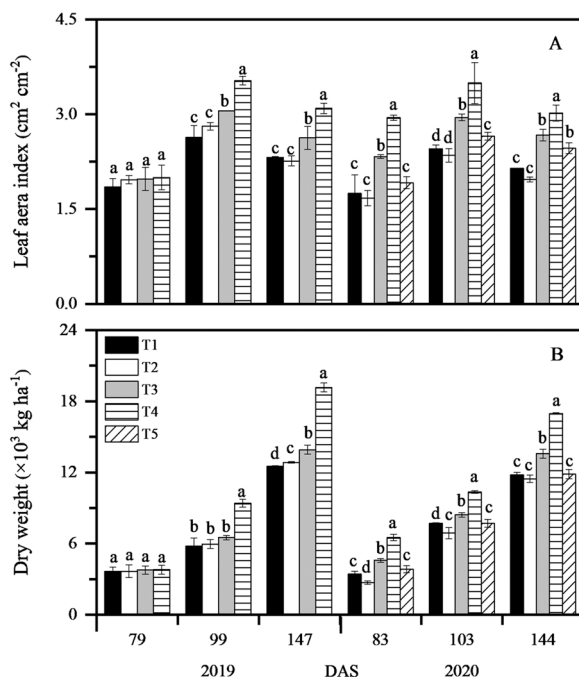 Leaf aera index (cm² cm⁻²)
4.5
3.0
1.5
0.0
A
a a a a
c c b a
c c b a
c c b a c
d d b a c
c c b a b
Dry weight (×10³ kg ha⁻¹)
24
18
12
6
0
B
T1
T2
T3
T4
T5
a a a a
b b b a
d c b a
c d b a c
d c b a c
c c b a c
79 99 147 83 103 144
2019 DAS 2020